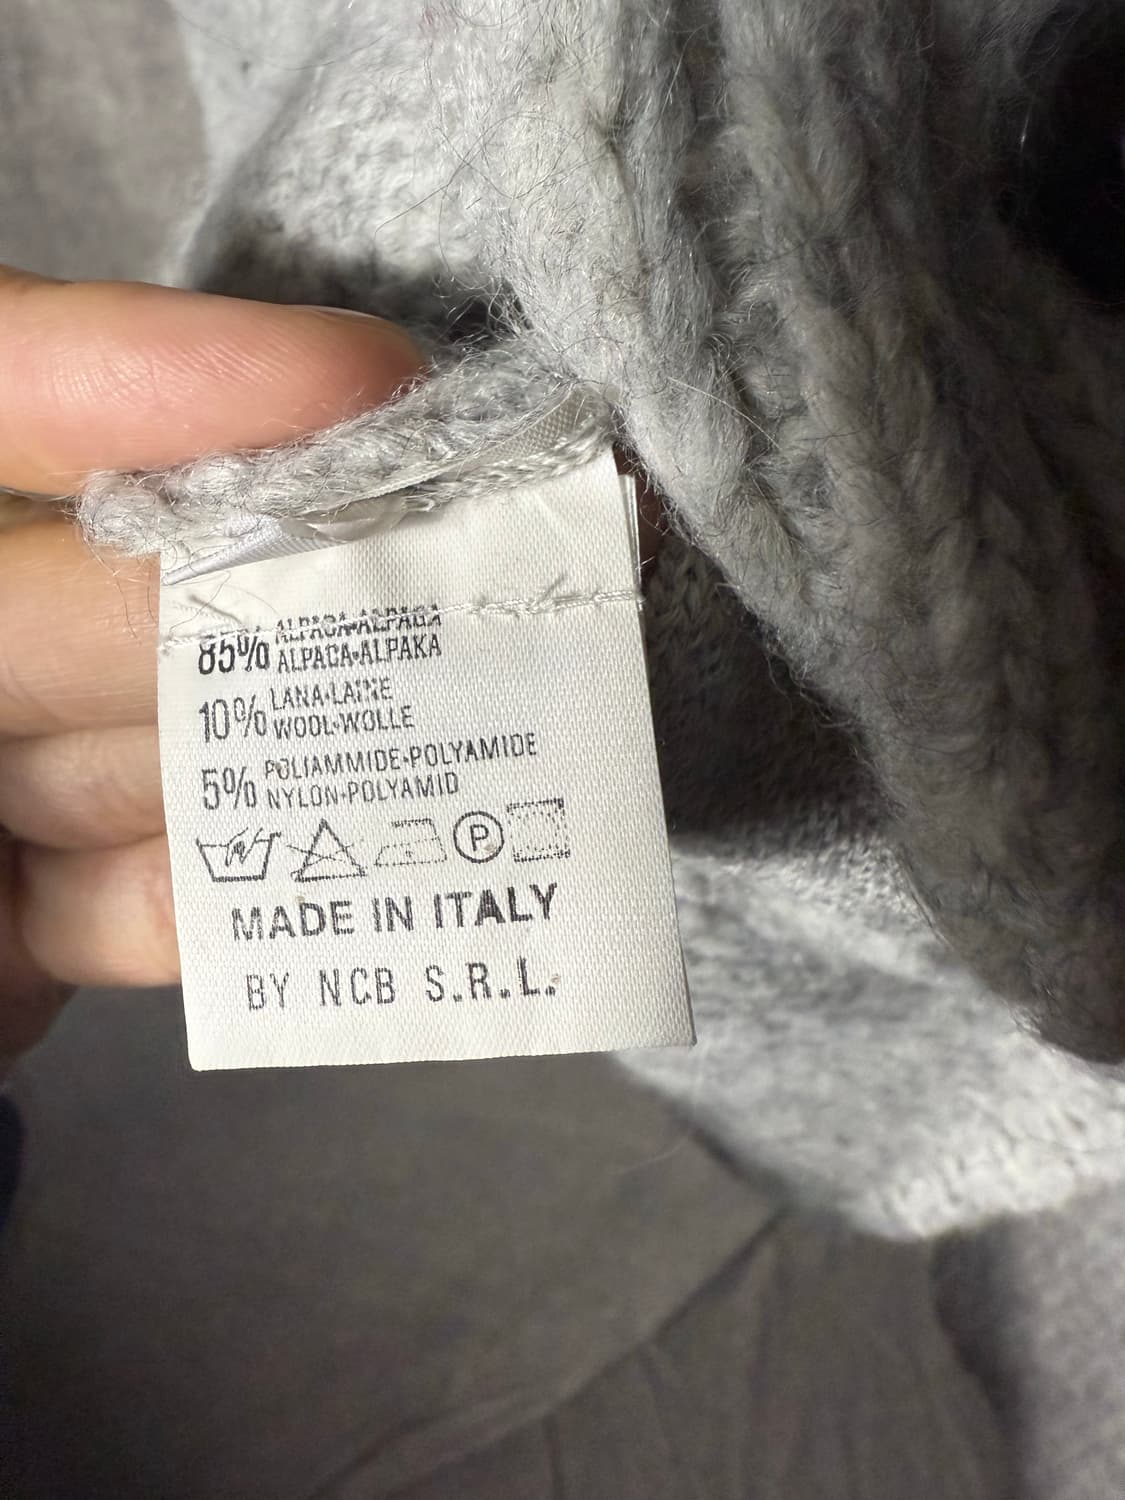 85% ALPACA•ALPAGA
ALPACA•ALPAKA
10% LANA•LAINE
WOOL•WOLLE
5% POLIAMMIDE•POLYAMIDE
NYLON•POLYAMID
P
MADE IN ITALY
BY NCB S.R.L.